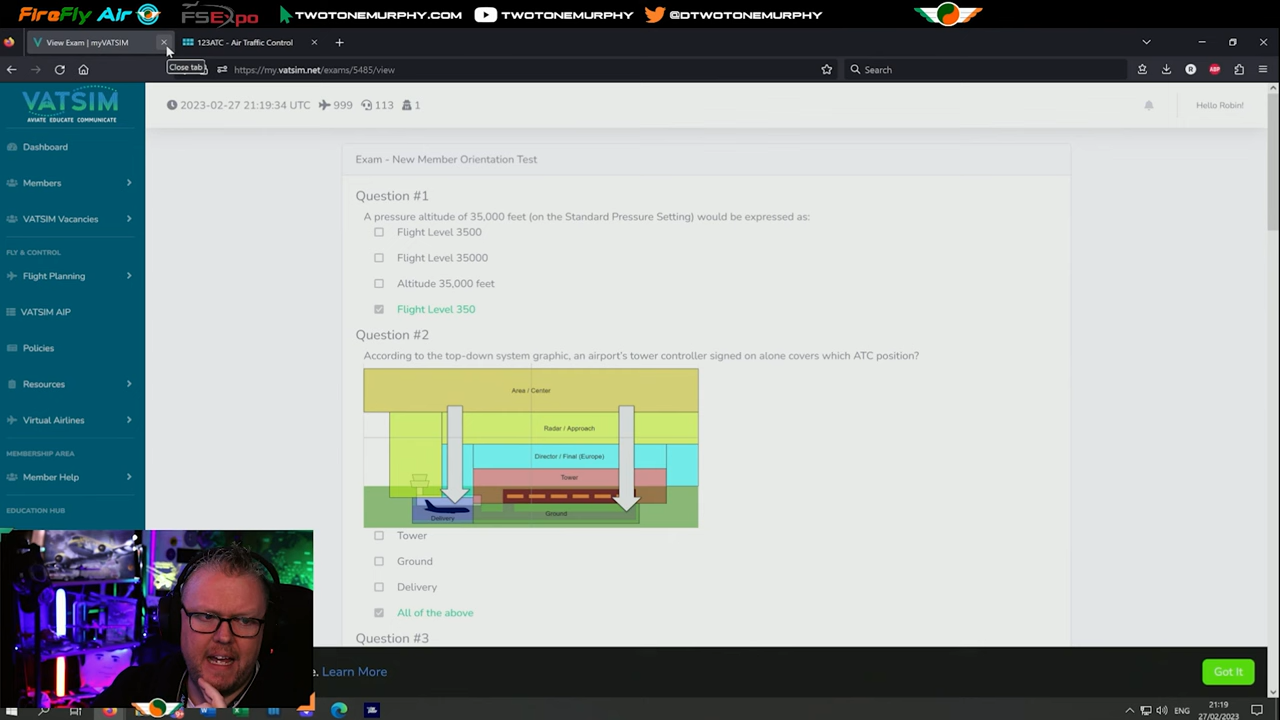 FireFly Air
FSExpo
TWOTONEMURPHY.COM
TWOTONEMURPHY.COM
@DTWOTONEMURPHY.COM
View Exam | myVATSIM
123ATC - Air Traffic Control
Close tab
https://my.vatsim.net/exams/5485/view
Search
VATSIM
AVIATE EDUCATE COMMUNICATE
2023-02-27 21:19:34 UTC
999
113
1
Hello Robin!
Dashboard
Members
VATSIM Vacancies
FLY & CONTROL
Flight Planning
VATSIM AIP
Policies
Resources
Virtual Airlines
MEMBERSHIP AREA
Member Help
EDUCATION HUB
Exam - New Member Orientation Test
Question #1
A pressure altitude of 35,000 feet (on the Standard Pressure Setting) would be expressed as:
Flight Level 3500
Flight Level 35000
Altitude 35,000 feet
Flight Level 350
Question #2
According to the top-down system graphic, an airport's tower controller signed on alone covers which ATC position?
Area / Center
Radar / Approach
Director / Final (Europe)
Tower
Delivery
Ground
Tower
Ground
Delivery
All of the above
Question #3
e. Learn More
Got It
ENG
21:19
27/02/2023